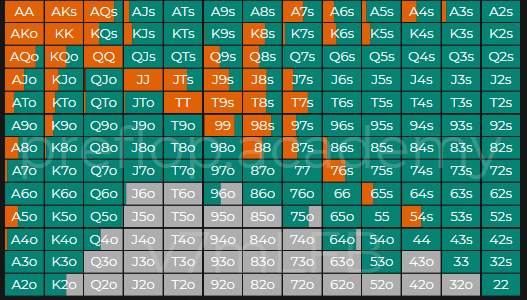 AA AKs AQs AJs ATs A9s A8s A7s A6s A5s A4s A3s A2s
AKo KK KQs KJs KTs K9s K8s K7s K6s K5s K4s K3s K2s
AQo KQo QQ QJs QTs Q9s Q8s Q7s Q6s Q5s Q4s Q3s Q2s
AJo KJo QJo JJ JTs J9s J8s J7s J6s J5s J4s J3s J2s
ATo KTo QTo JTo TT T9s T8s T7s T6s T5s T4s T3s T2s
A9o K9o Q9o J9o T9o 99 98s 97s 96s 95s 94s 93s 92s
A8o K8o Q8o J8o T8o 98o 88 87s 86s 85s 84s 83s 82s
preflop.academy
A7o K7o Q7o J7o T7o 97o 87o 77 76s 75s 74s 73s 72s
A6o K6o Q6o J6o T6o 96o 86o 76o 66 65s 64s 63s 62s
A5o K5o Q5o J5o T5o 95o 85o 75o 65o 55 54s 53s 52s
A4o K4o Q4o J4o T4o 94o 84o 74o 64o 54o 44 43s 42s
A3o K3o Q3o J3o T3o 93o 83o 73o 63o 53o 43o 33 32s
A2o K2o Q2o J2o T2o 92o 82o 72o 62o 52o 42o 32o 22